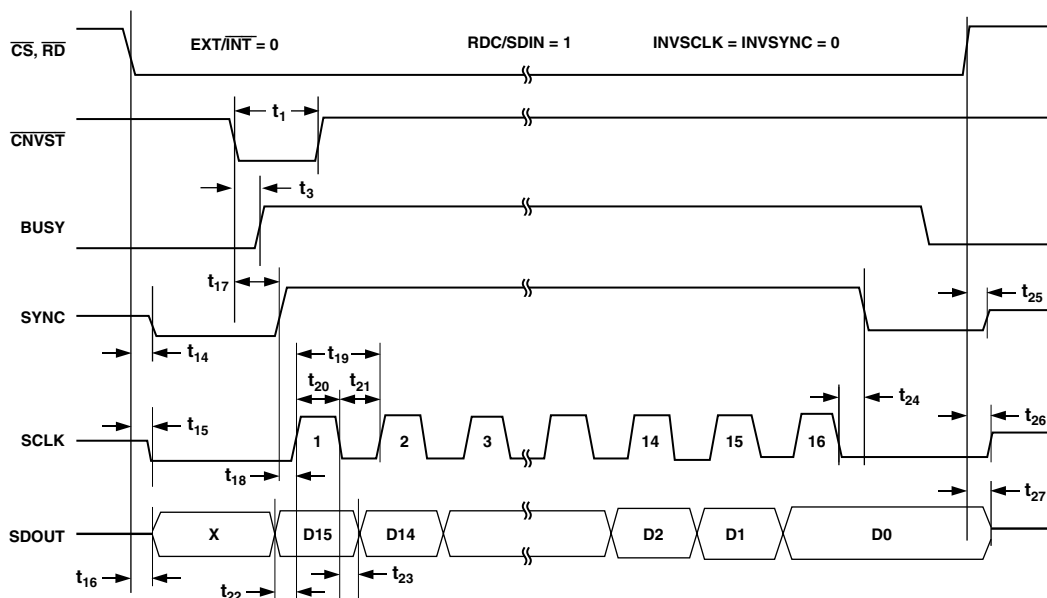 CS, RD
EXT/INT = 0
RDC/SDIN = 1
INVSCLK = INVSYNC = 0
t1
CNVST
t3
BUSY
t17
SYNC
t25
t14
t19
t20
t21
t24
t15
t26
SCLK
1
2
3
14
15
16
t18
t27
SDOUT
X
D15
D14
D2
D1
D0
t16
t22
t23